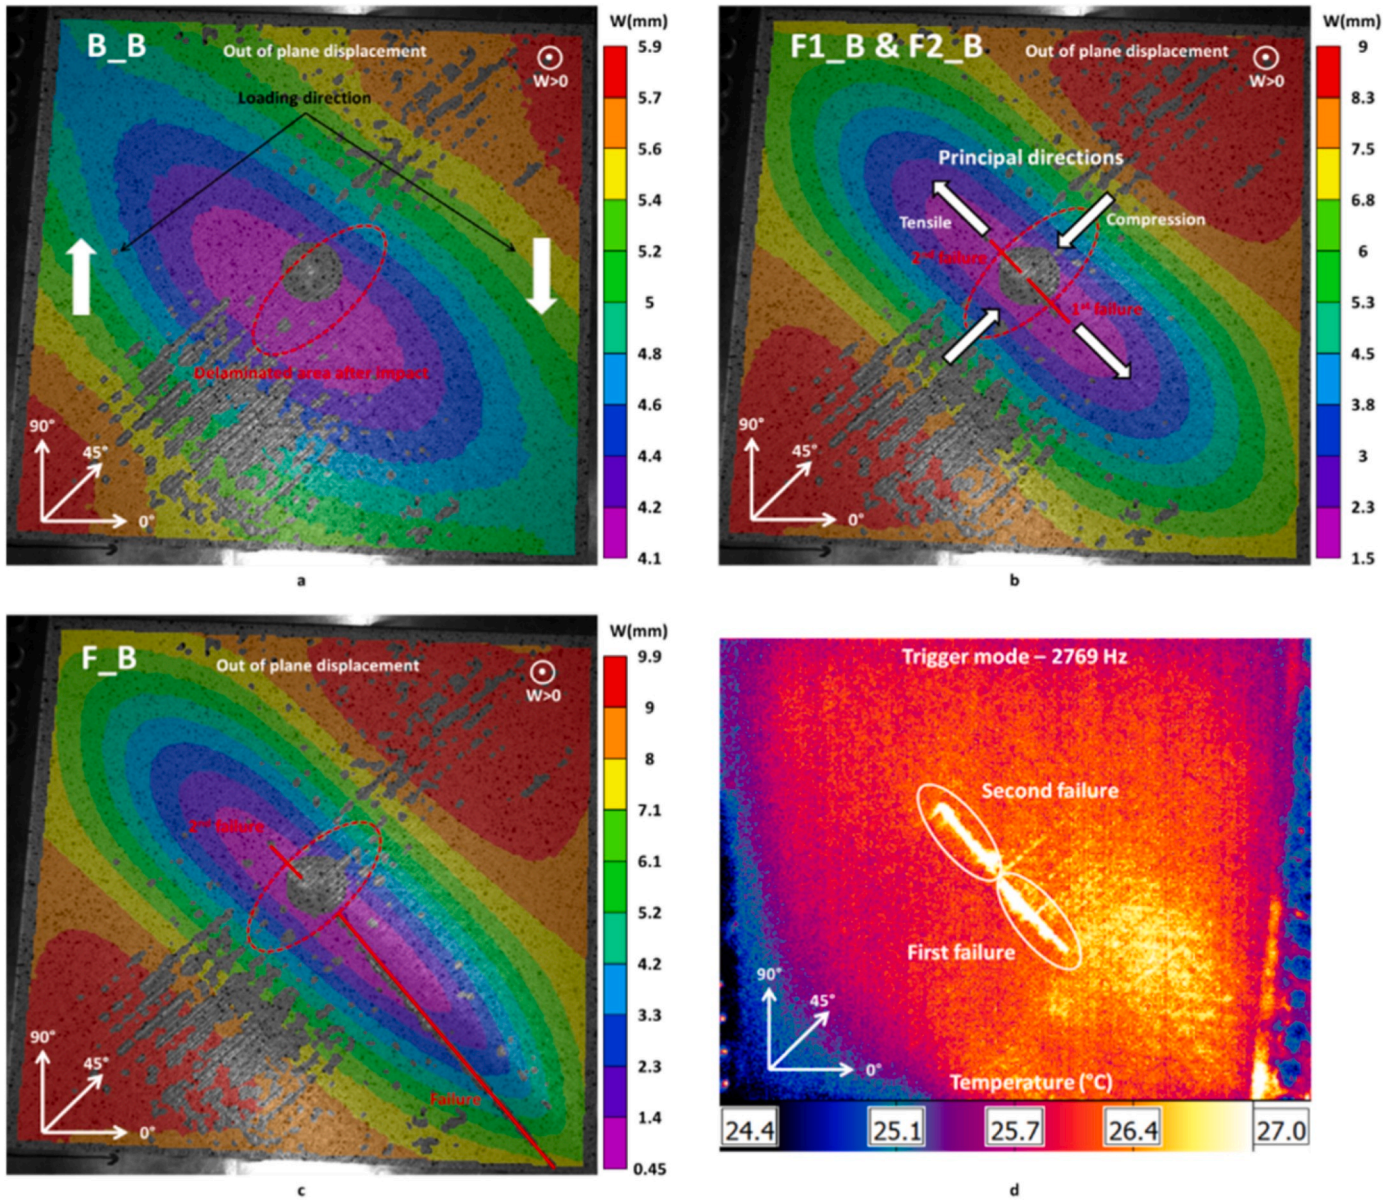 B_B
Out of plane displacement
W>0
Loading direction
Delaminated area after impact
90°
45°
0°
W(mm)
5.9
5.7
5.6
5.4
5.2
5
4.8
4.6
4.4
4.2
4.1
a
F1_B & F2_B
Out of plane displacement
W>0
Principal directions
Tensile
Compression
2nd failure
1st failure
90°
45°
0°
W(mm)
9
8.3
7.5
6.8
6
5.3
4.5
3.8
3
2.3
1.5
b
F_B
Out of plane displacement
W>0
2nd failure
Failure
90°
45°
0°
W(mm)
9.9
9
8
7.1
6.1
5.2
4.2
3.3
2.3
1.4
0.45
c
Trigger mode – 2769 Hz
Second failure
First failure
90°
45°
0°
Temperature (°C)
24.4 25.1 25.7 26.4 27.0
d